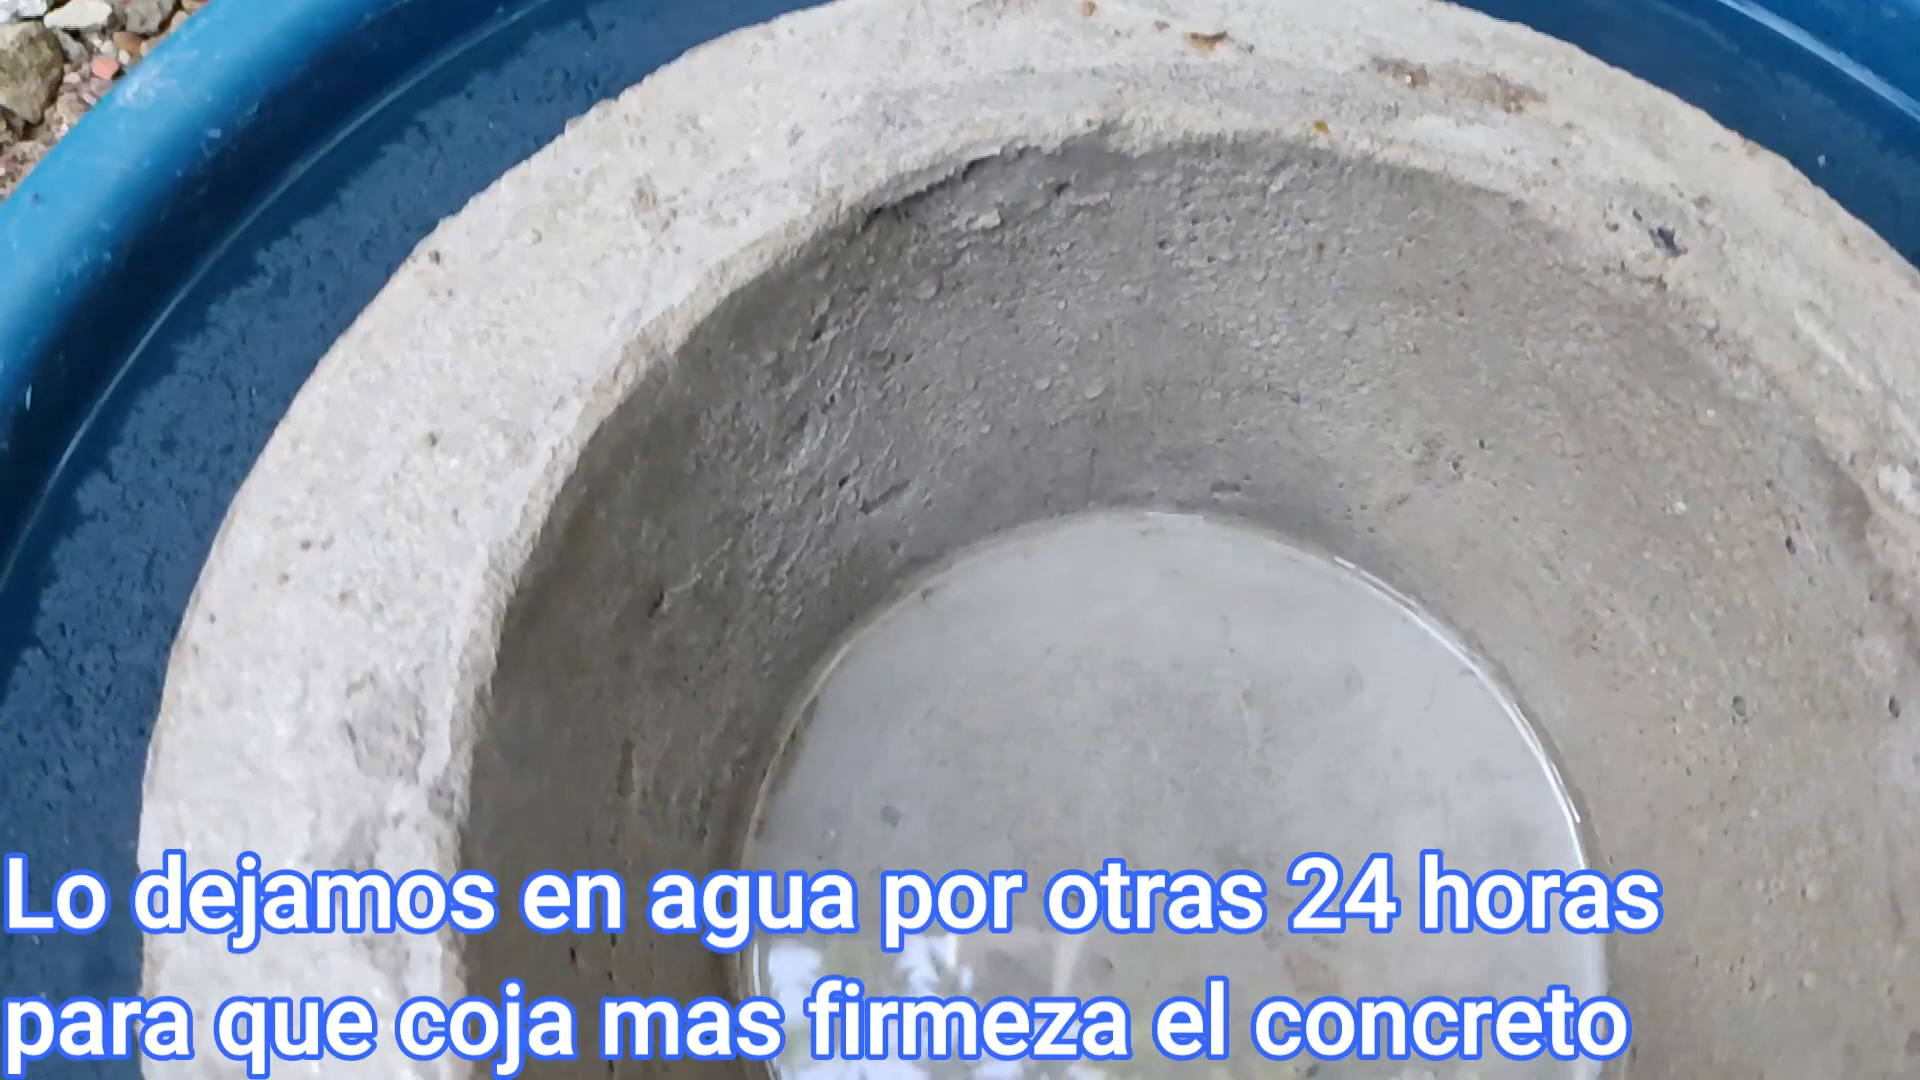 Lo dejamos en agua por otras 24 horas
para que coja mas firmeza el concreto